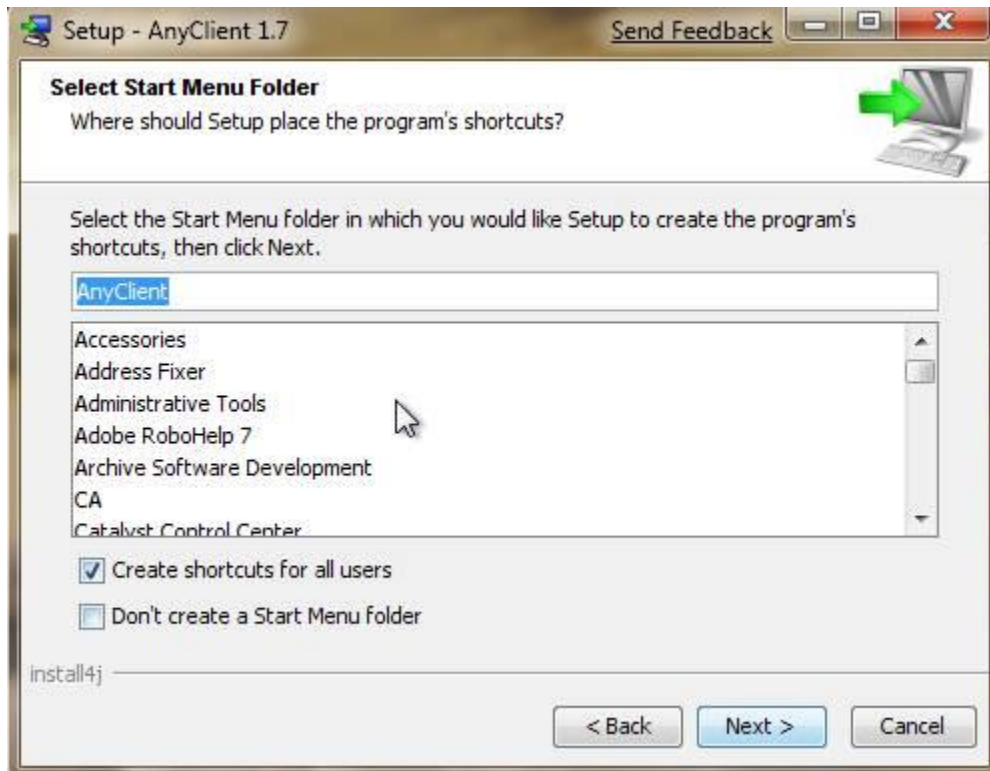 Setup - AnyClient 1.7 Send Feedback
Select Start Menu Folder
Where should Setup place the program's shortcuts?
Select the Start Menu folder in which you would like Setup to create the program's
shortcuts, then click Next.
AnyClient
Accessories
Address Fixer
Administrative Tools
Adobe RoboHelp 7
Archive Software Development
CA
Catalyst Control Center
Create shortcuts for all users
Don't create a Start Menu folder
install4j
< Back Next > Cancel